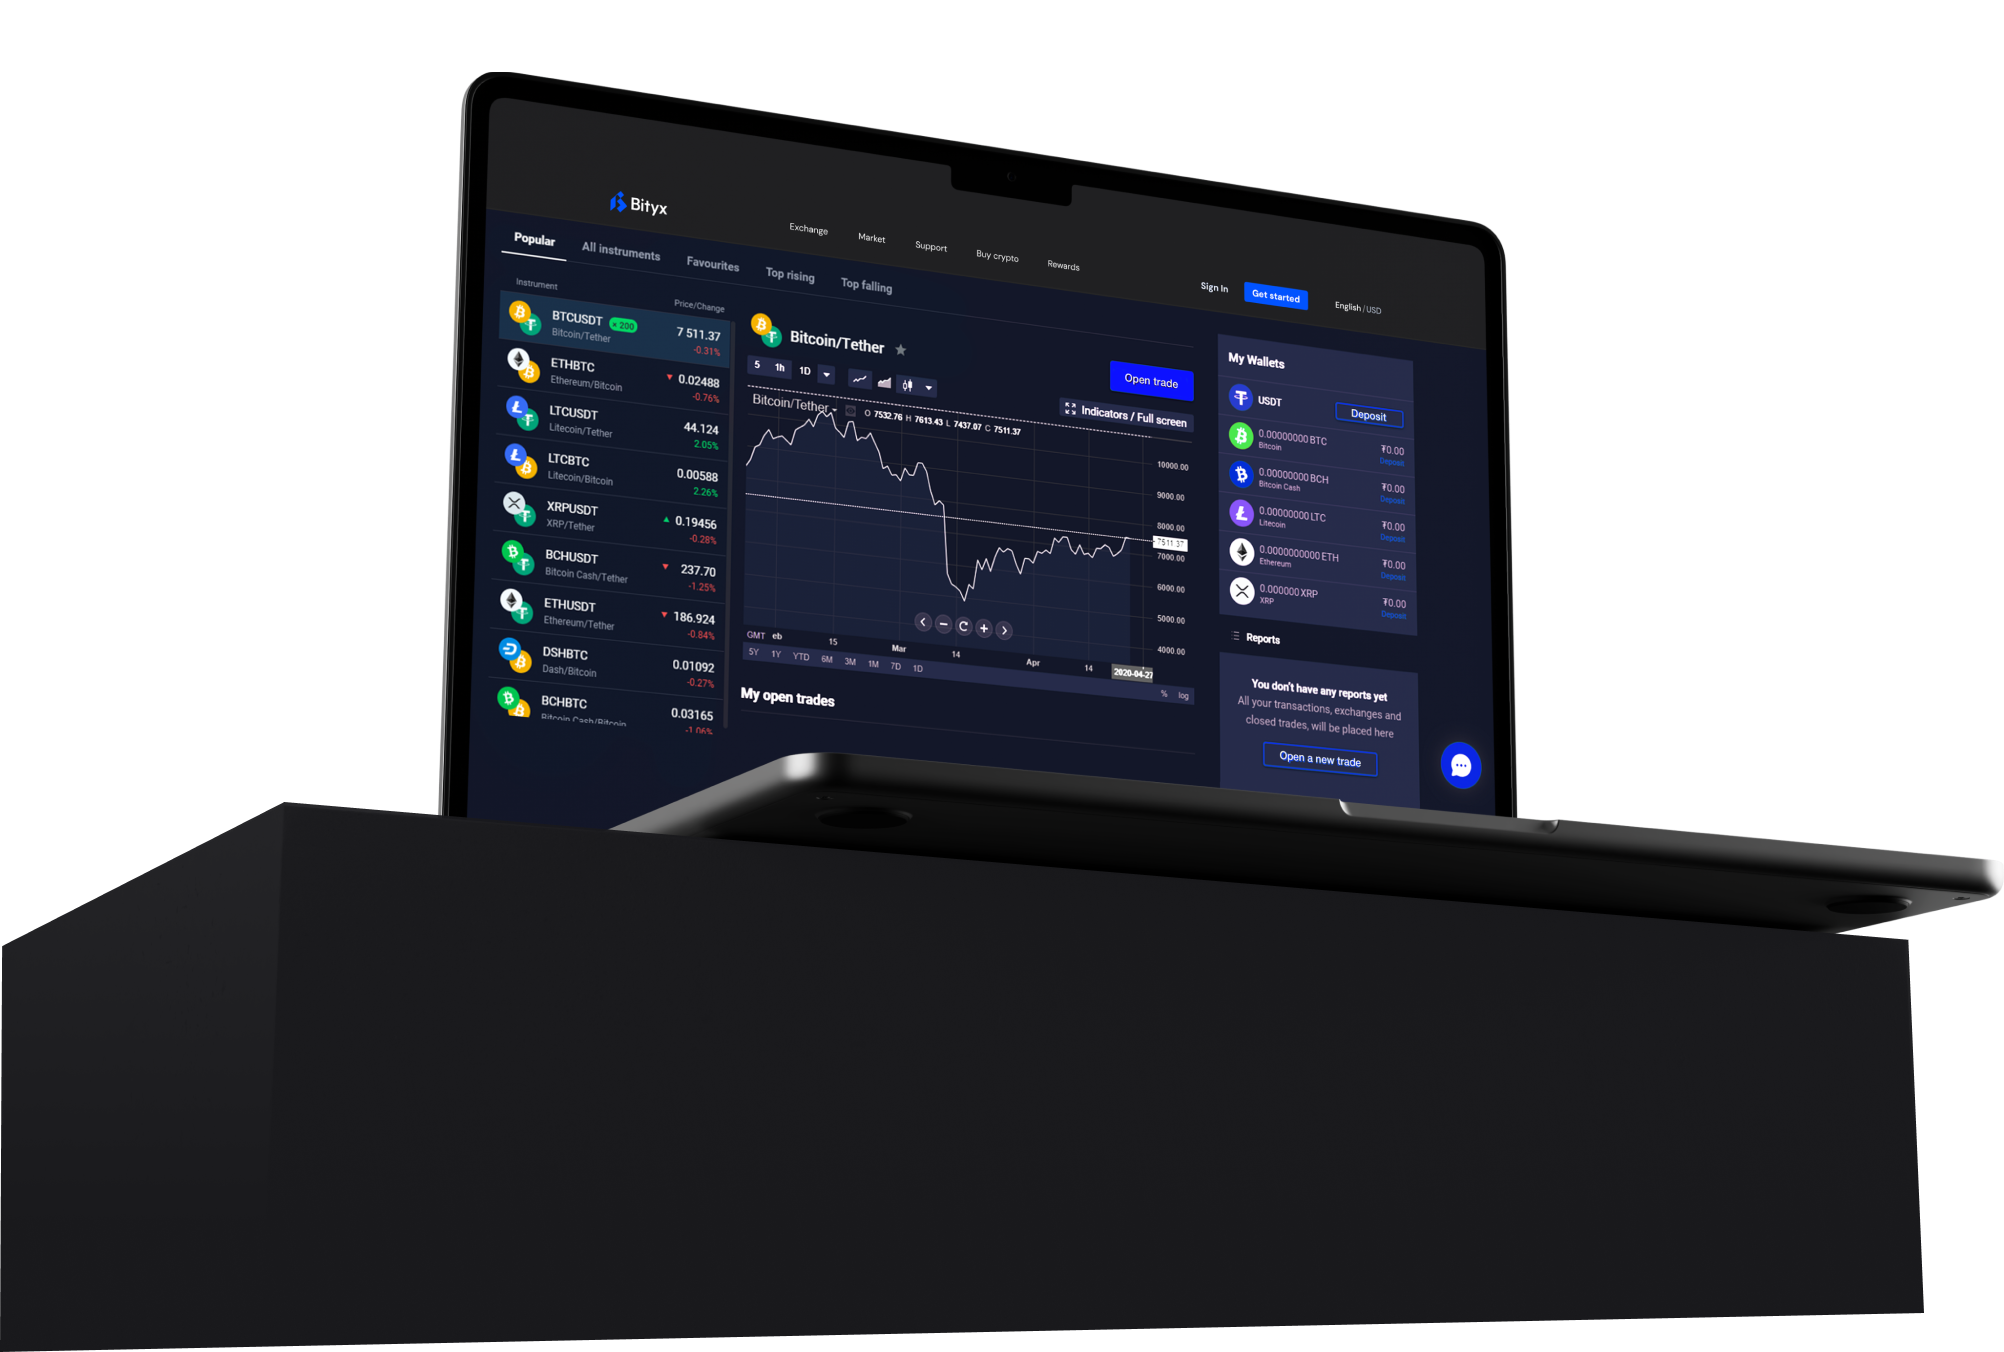 Bityx
Exchange
Market
Support
Buy crypto
Rewards
Sign In
Get started
English / USD
Popular
All instruments
Favourites
Top rising
Top falling
Instrument
Price/Change
BTCUSDT × 200
7 511.37
Bitcoin/Tether
-0.31%
ETHBTC
0.02488
Ethereum/Bitcoin
-0.76%
LTCUSDT
44.124
Litecoin/Tether
2.05%
LTCBTC
0.00588
Litecoin/Bitcoin
2.26%
XRPUSDT
0.19456
XRP/Tether
-0.28%
BCHUSDT
237.70
Bitcoin Cash/Tether
-1.25%
ETHUSDT
186.924
Ethereum/Tether
-0.84%
DSHBTC
0.01092
Dash/Bitcoin
-0.27%
BCHBTC
0.03165
Bitcoin Cash/Bitcoin
-1.06%
Bitcoin/Tether
5 1h 1D
Open trade
Indicators / Full screen
Bitcoin/Tether
O 7532.76 H 7613.43 L 7437.07 C 7511.37
10000.00
9000.00
8000.00
7511.37
7000.00
6000.00
5000.00
4000.00
GMT eb 15 Mar 14 Apr 14 2020-04-27
5Y 1Y YTD 6M 3M 1M 7D 1D
% log
My open trades
My Wallets
USDT
Deposit
0.00000000 BTC
₮0.00
Bitcoin
Deposit
0.00000000 BCH
₮0.00
Bitcoin Cash
Deposit
0.00000000 LTC
₮0.00
Litecoin
Deposit
0.0000000000 ETH
₮0.00
Ethereum
Deposit
0.000000 XRP
₮0.00
XRP
Deposit
Reports
You don't have any reports yet
All your transactions, exchanges and
closed trades, will be placed here
Open a new trade